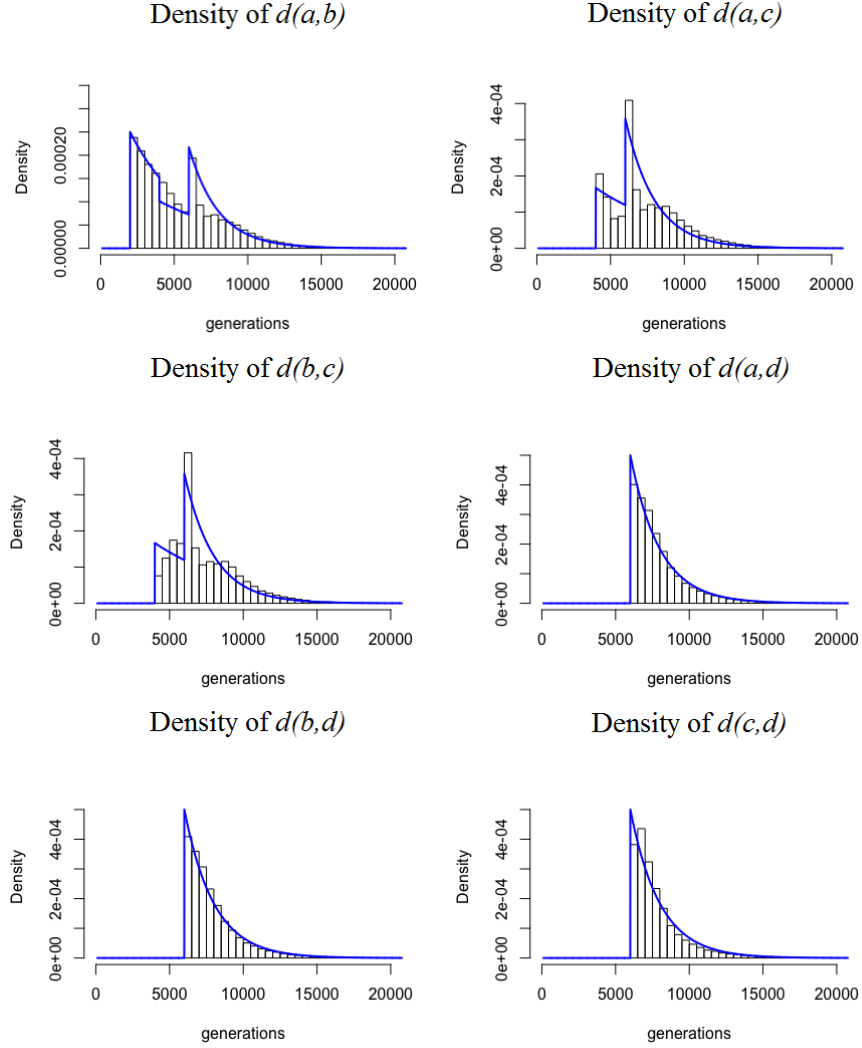 Density of d(a,b)
Density
0.00000 0.00020
0 5000 10000 15000 20000
generations
Density of d(a,c)
Density
0e+00 2e-04 4e-04
0 5000 10000 15000 20000
generations
Density of d(b,c)
Density
0e+00 2e-04 4e-04
0 5000 10000 15000 20000
generations
Density of d(a,d)
Density
0e+00 2e-04 4e-04
0 5000 10000 15000 20000
generations
Density of d(b,d)
Density
0e+00 2e-04 4e-04
0 5000 10000 15000 20000
generations
Density of d(c,d)
Density
0e+00 2e-04 4e-04
0 5000 10000 15000 20000
generations